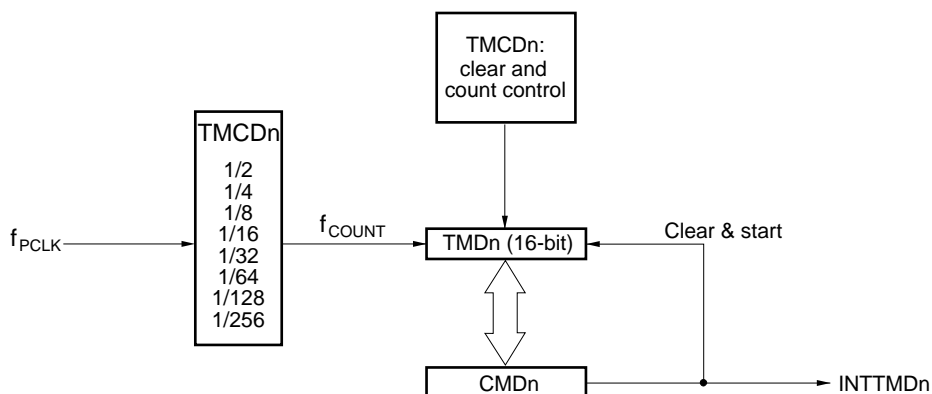 TMCDn:
clear and
count control
TMCDn
1/2
1/4
1/8
1/16
1/32
1/64
1/128
1/256
fPCLK
fCOUNT
TMDn (16-bit)
Clear & start
CMDn
INTTMDn